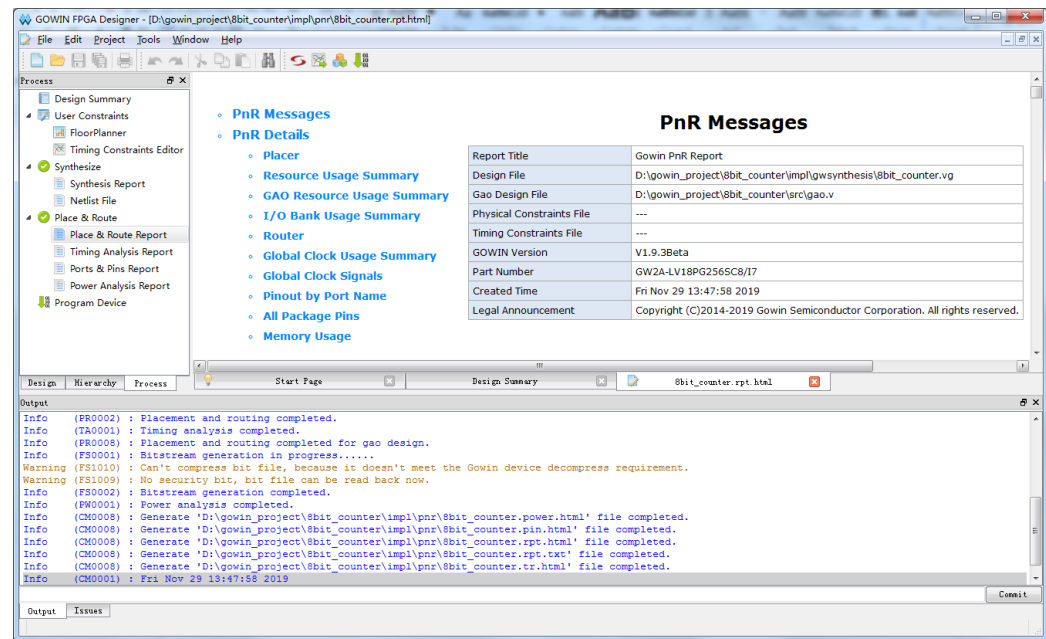 GOWIN FPGA Designer - [D:\gowin_project\8bit_counter\impl\pnr\8bit_counter.rpt.html]
File Edit Project Tools Window Help
Process
Design Summary
User Constraints
FloorPlanner
Timing Constraints Editor
Synthesize
Synthesis Report
Netlist File
Place & Route
Place & Route Report
Timing Analysis Report
Ports & Pins Report
Power Analysis Report
Program Device
Design Hierarchy Process
PnR Messages
PnR Details
Placer
Resource Usage Summary
GAO Resource Usage Summary
I/O Bank Usage Summary
Router
Global Clock Usage Summary
Global Clock Signals
Pinout by Port Name
All Package Pins
Memory Usage
PnR Messages
Report Title Gowin PnR Report
Design File D:\gowin_project\8bit_counter\impl\gwsynthesis\8bit_counter.vg
Gao Design File D:\gowin_project\8bit_counter\src\gao.v
Physical Constraints File ---
Timing Constraints File ---
GOWIN Version V1.9.3Beta
Part Number GW2A-LV18PG256SC8/I7
Created Time Fri Nov 29 13:47:58 2019
Legal Announcement Copyright (C)2014-2019 Gowin Semiconductor Corporation. All rights reserved.
Start Page Design Summary 8bit_counter.rpt.html
Output
Info (PR0002) : Placement and routing completed.
Info (TA0001) : Timing analysis completed.
Info (PR0008) : Placement and routing completed for gao design.
Info (FS0001) : Bitstream generation in progress......
Warning (FS1010) : Can't compress bit file, because it doesn't meet the Gowin device decompress requirement.
Warning (FS1009) : No security bit, bit file can be read back now.
Info (FS0002) : Bitstream generation completed.
Info (PW0001) : Power analysis completed.
Info (CM0008) : Generate 'D:\gowin_project\8bit_counter\impl\pnr\8bit_counter.power.html' file completed.
Info (CM0008) : Generate 'D:\gowin_project\8bit_counter\impl\pnr\8bit_counter.pin.html' file completed.
Info (CM0008) : Generate 'D:\gowin_project\8bit_counter\impl\pnr\8bit_counter.rpt.html' file completed.
Info (CM0008) : Generate 'D:\gowin_project\8bit_counter\impl\pnr\8bit_counter.rpt.txt' file completed.
Info (CM0008) : Generate 'D:\gowin_project\8bit_counter\impl\pnr\8bit_counter.tr.html' file completed.
Info (CM0001) : Fri Nov 29 13:47:58 2019
Commit
Output Issues